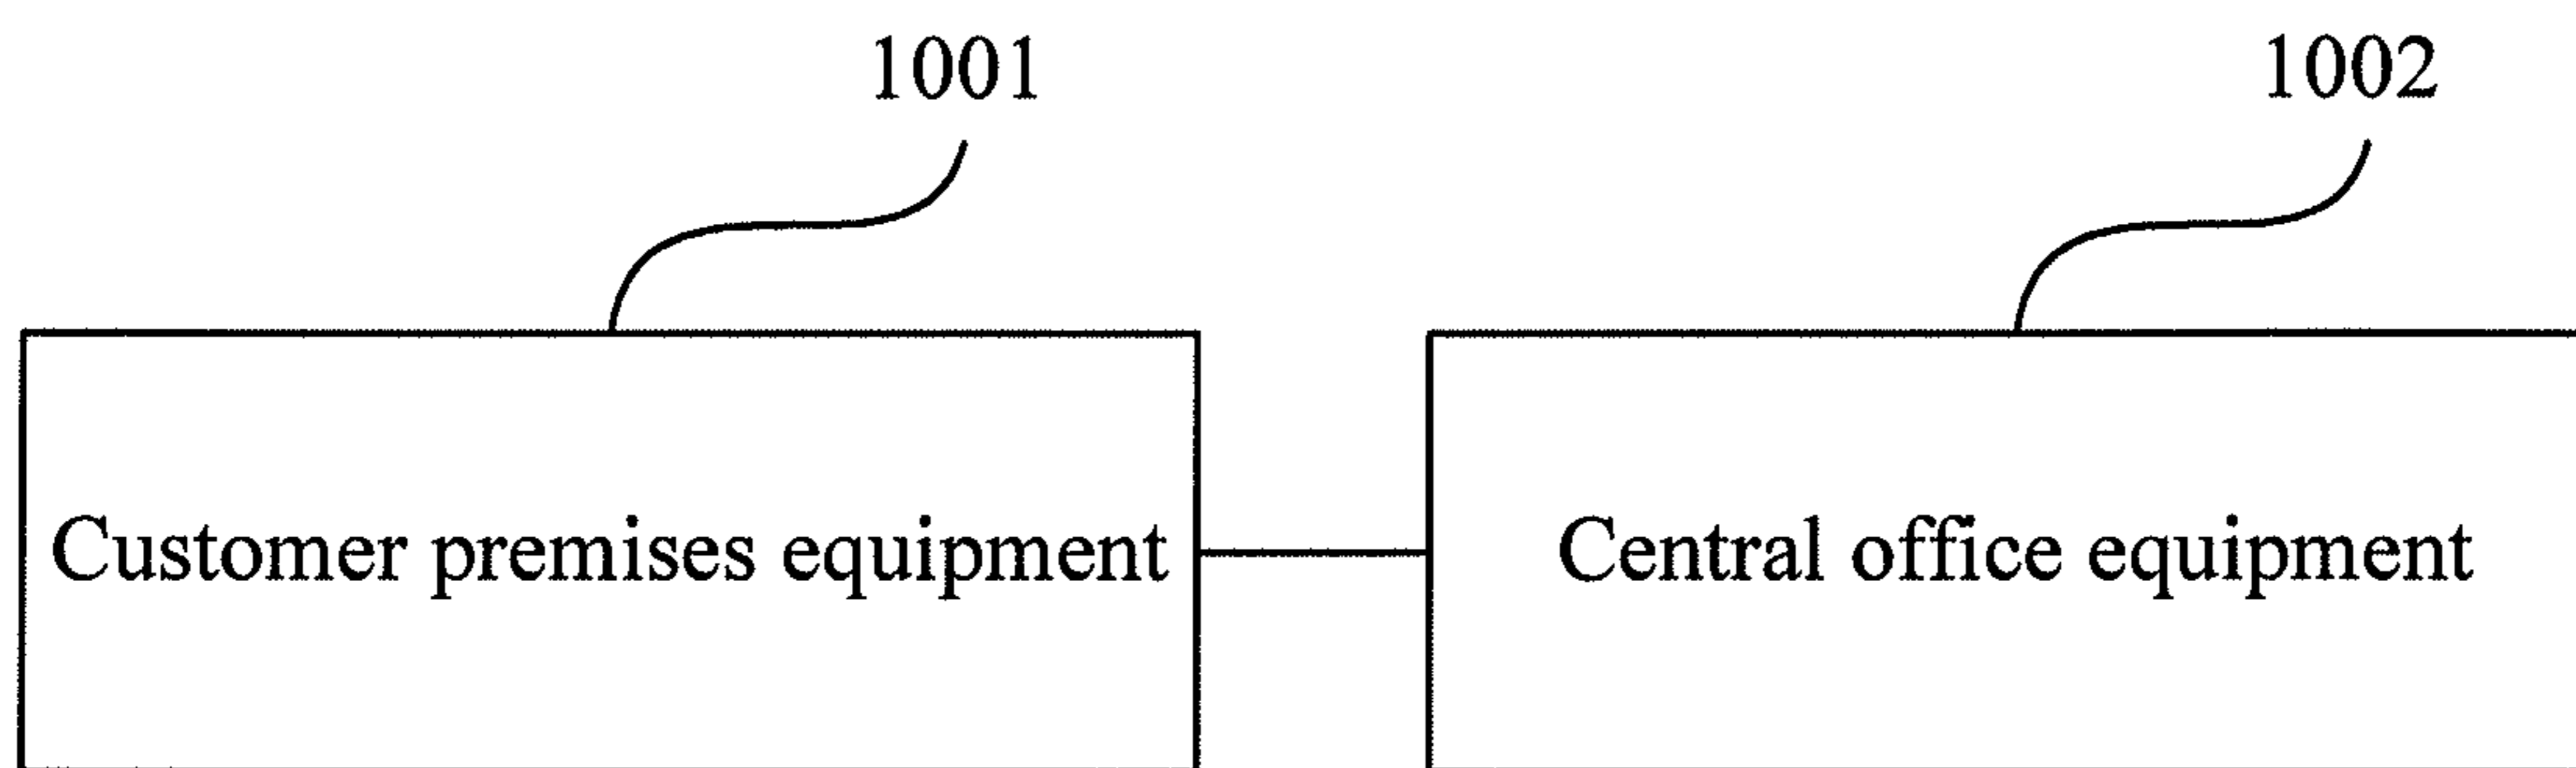 1001
1002
Customer premises equipment
Central office equipment